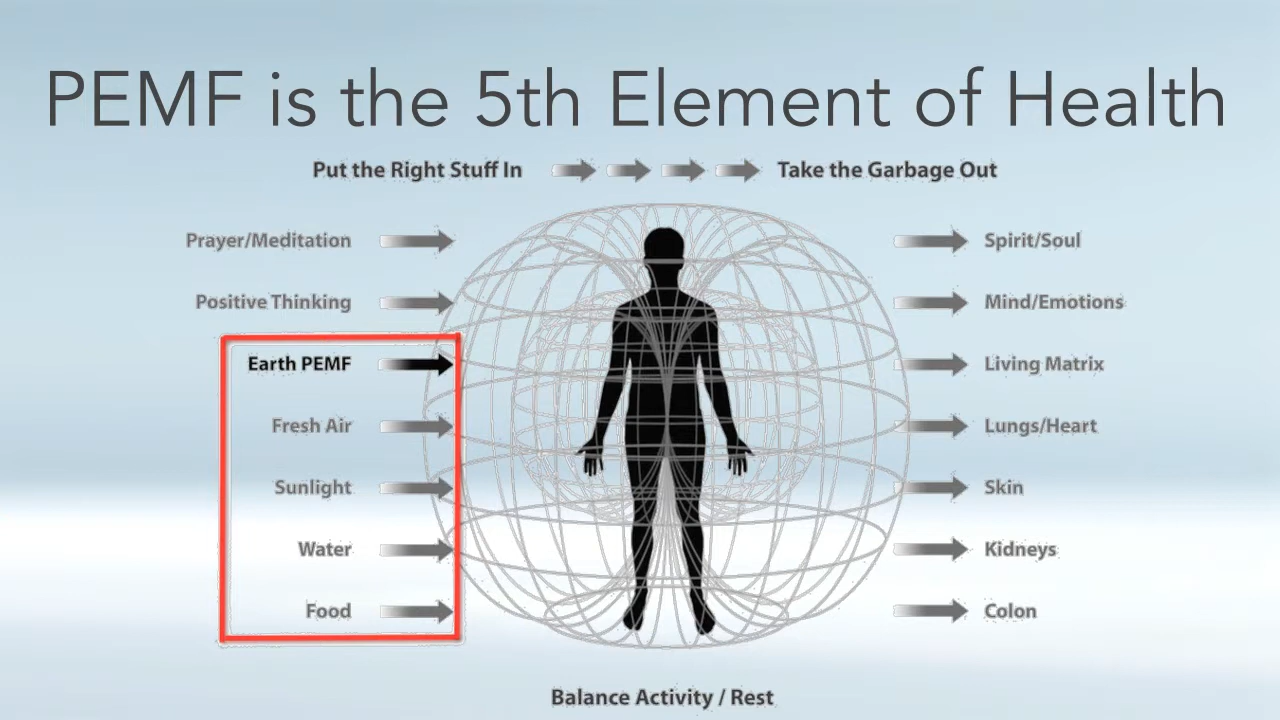 PEMF is the 5th Element of Health
Put the Right Stuff In
Take the Garbage Out
Prayer/Meditation
Spirit/Soul
Positive Thinking
Mind/Emotions
Earth PEMF
Living Matrix
Fresh Air
Lungs/Heart
Sunlight
Skin
Water
Kidneys
Food
Colon
Balance Activity / Rest